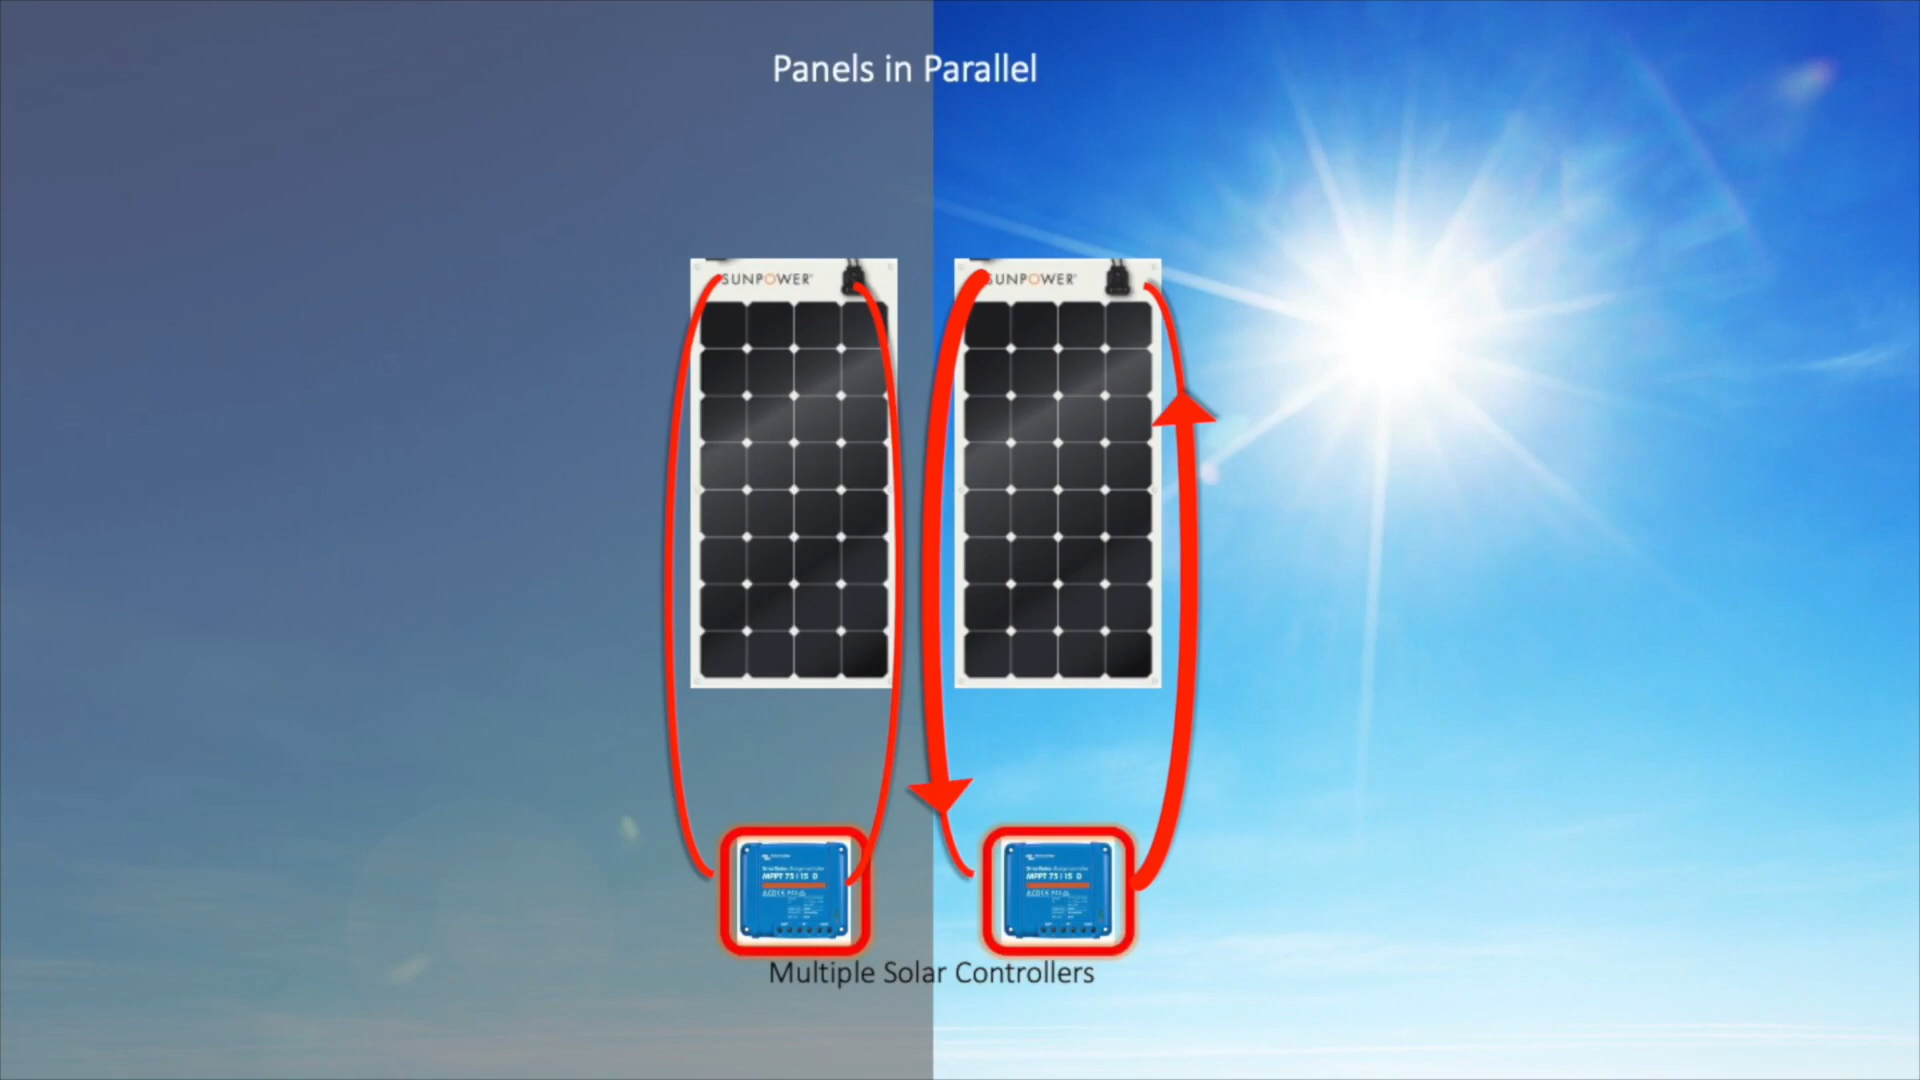 Panels in Parallel
SUNPOWER
SUNPOWER
MPPT 75 | 15 D
MPPT 75 | 15 D
Multiple Solar Controllers